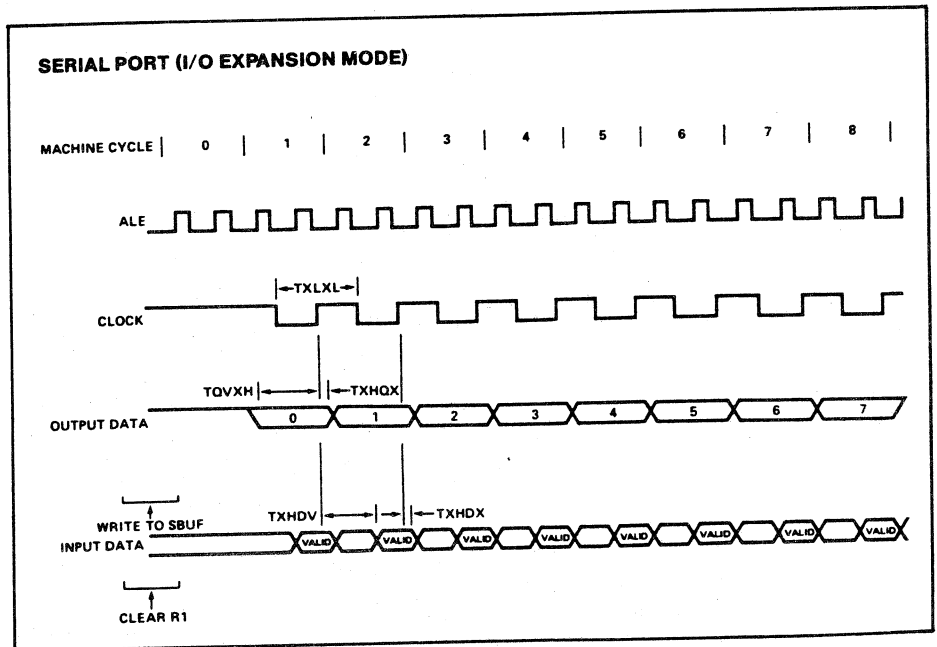 SERIAL PORT (I/O EXPANSION MODE)
MACHINE CYCLE 0 1 2 3 4 5 6 7 8
ALE
TXLXL
CLOCK
TQVXH TXHQX
OUTPUT DATA 0 1 2 3 4 5 6 7
WRITE TO SBUF TXHDV TXHDX
INPUT DATA VALID VALID VALID VALID VALID VALID VALID VALID
CLEAR R1